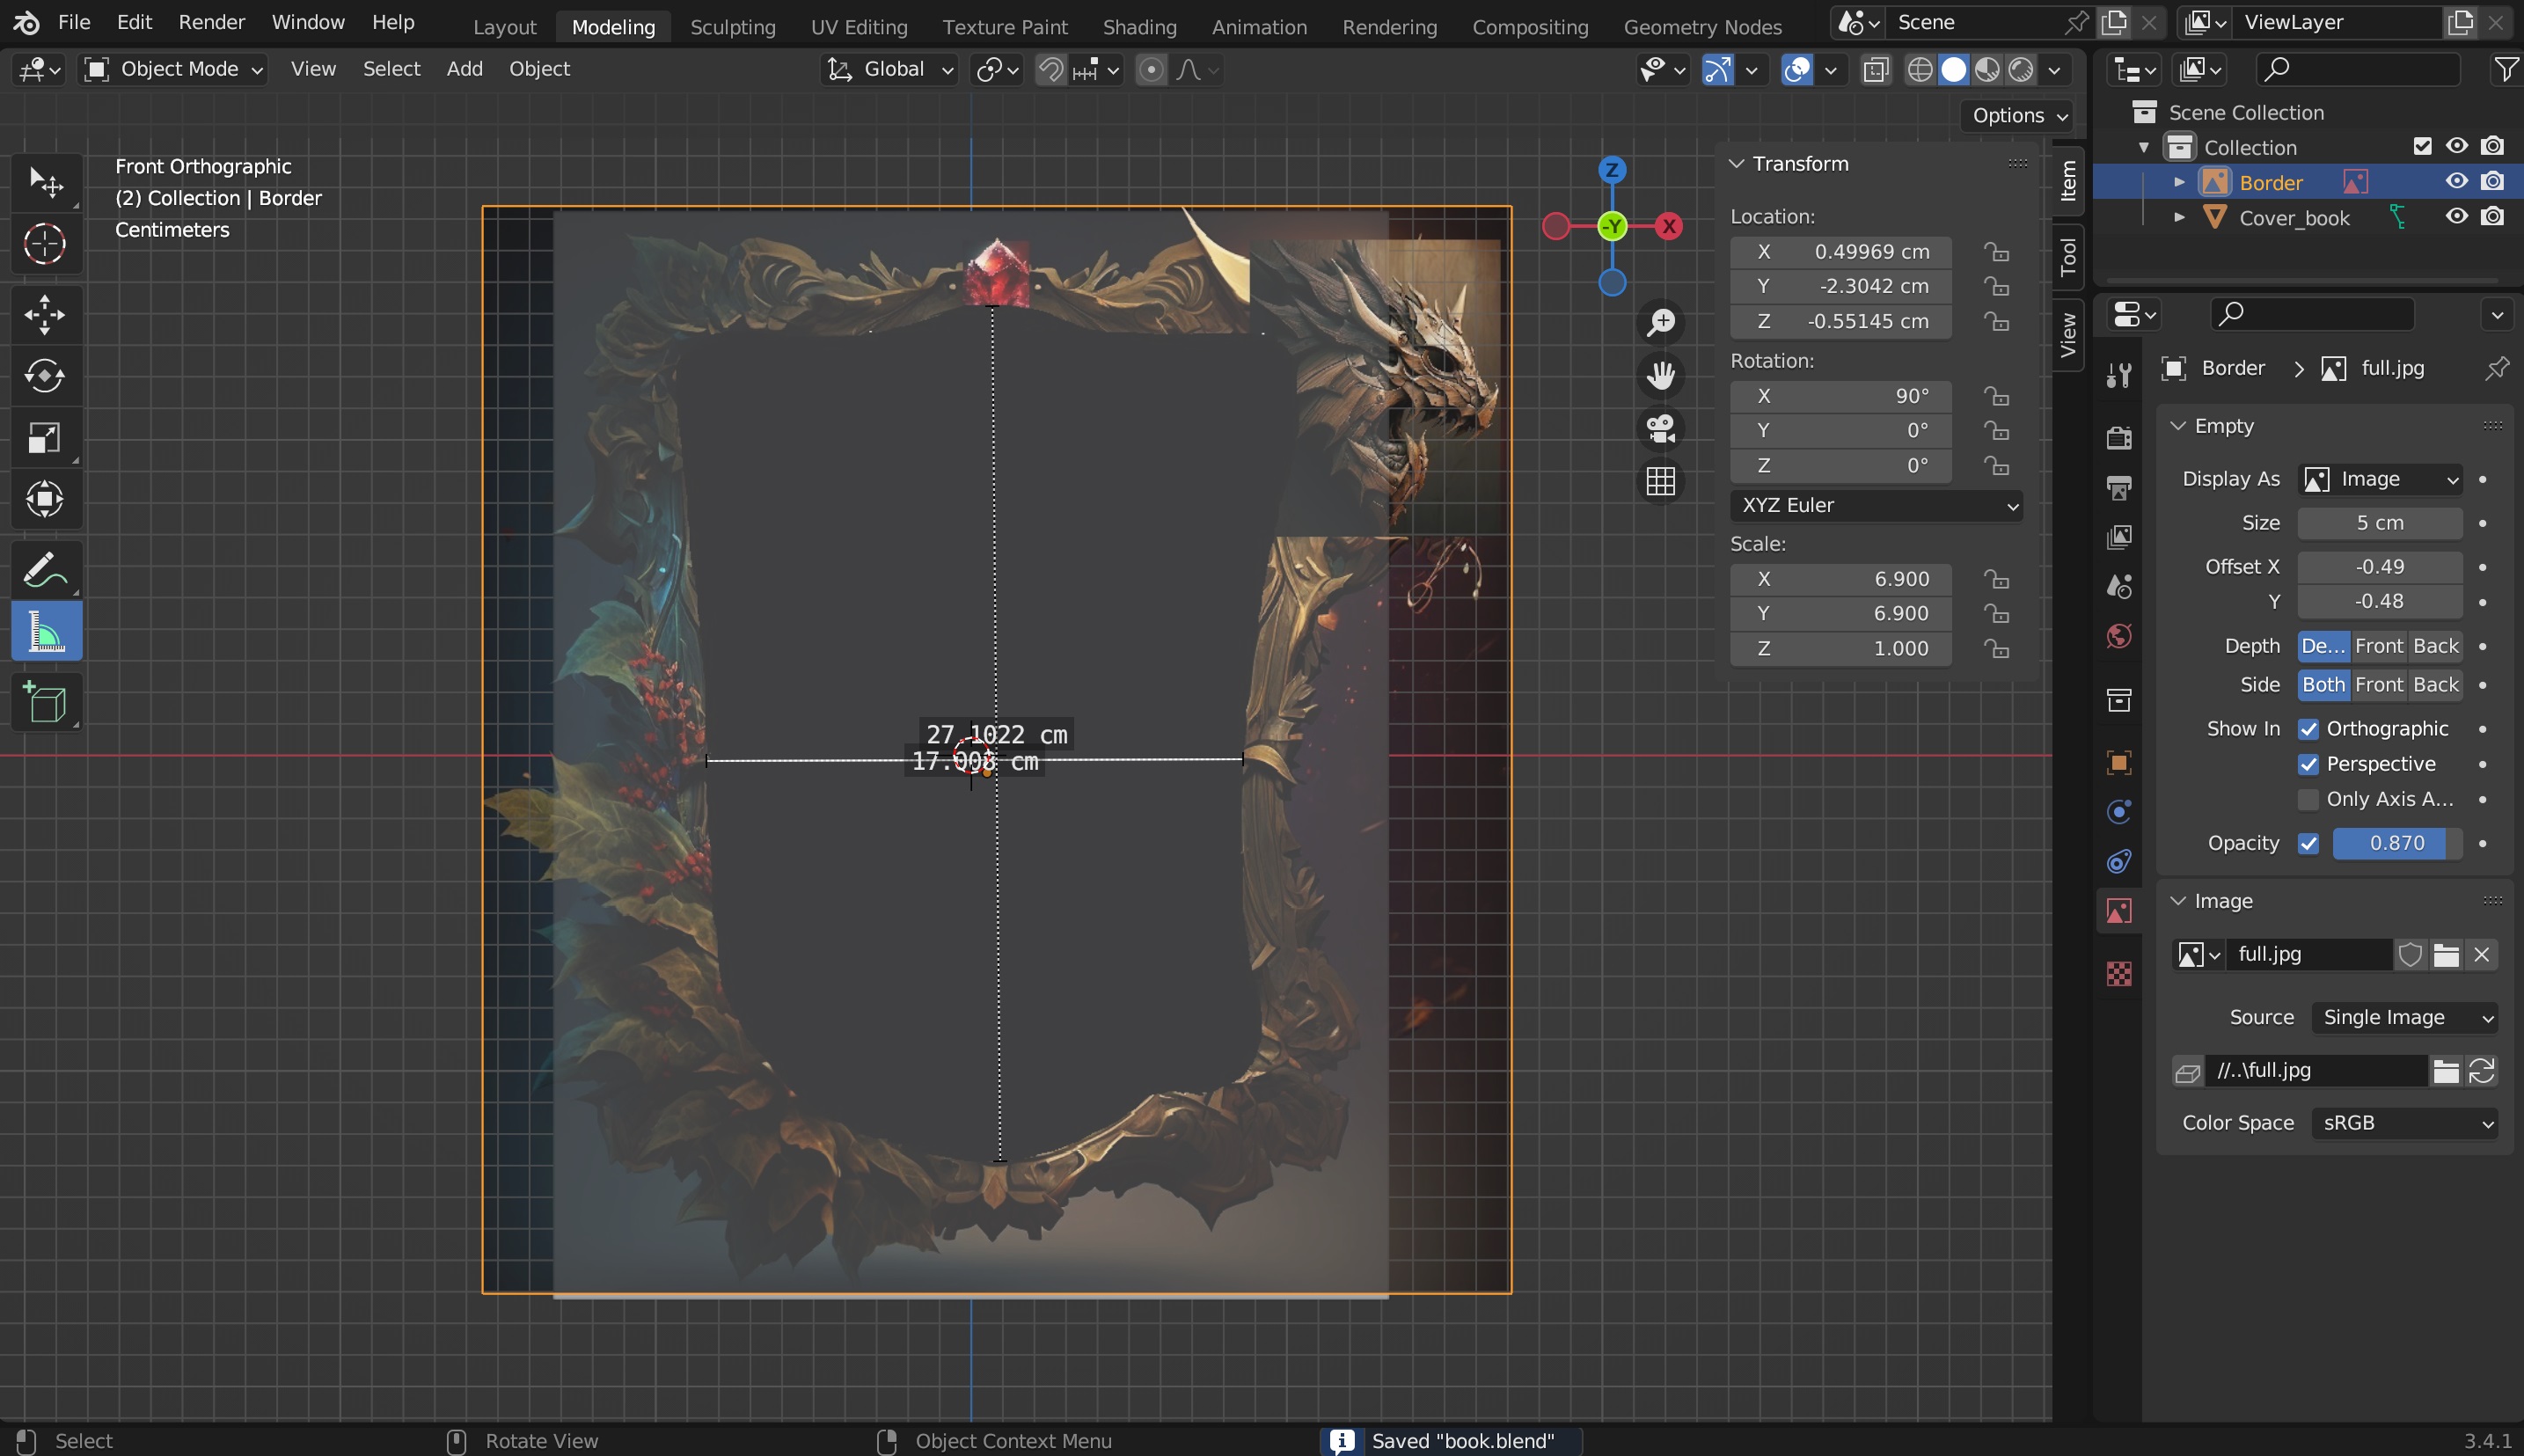 File Edit Render Window Help
Layout Modeling Sculpting UV Editing Texture Paint Shading Animation Rendering Compositing Geometry Nodes
Scene
ViewLayer
Object Mode View Select Add Object
Global
Options
Front Orthographic
(2) Collection | Border
Centimeters
Z
-Y
X
27.1022 cm
17.008 cm
Transform
Location:
X 0.49969 cm
Y -2.3042 cm
Z -0.55145 cm
Rotation:
X 90°
Y 0°
Z 0°
XYZ Euler
Scale:
X 6.900
Y 6.900
Z 1.000
Item
Tool
View
Scene Collection
Collection
Border
Cover_book
Border > full.jpg
Empty
Display As Image
Size 5 cm
Offset X -0.49
Y -0.48
Depth De... Front Back
Side Both Front Back
Show In Orthographic
Perspective
Only Axis A...
Opacity 0.870
Image
full.jpg
Source Single Image
//..\full.jpg
Color Space sRGB
Select
Rotate View
Object Context Menu
Saved "book.blend"
3.4.1